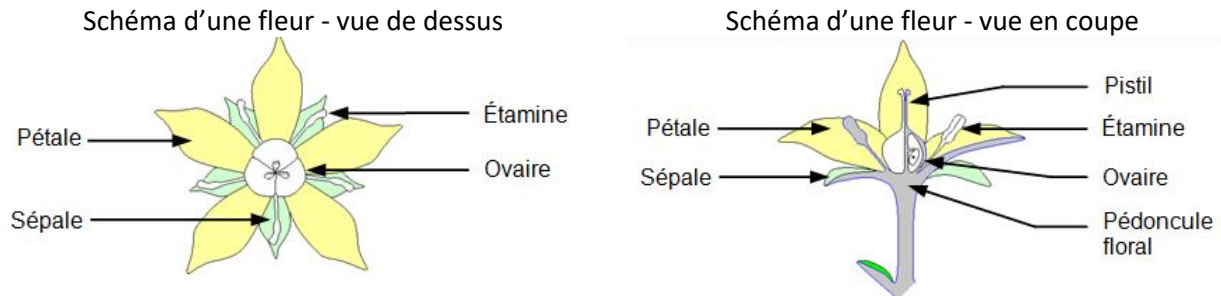 Schéma d’une fleur - vue de dessus
Étamine
Pétale
Ovaire
Sépale
Schéma d’une fleur - vue en coupe
Pistil
Pétale
Étamine
Sépale
Ovaire
Pédoncule
floral